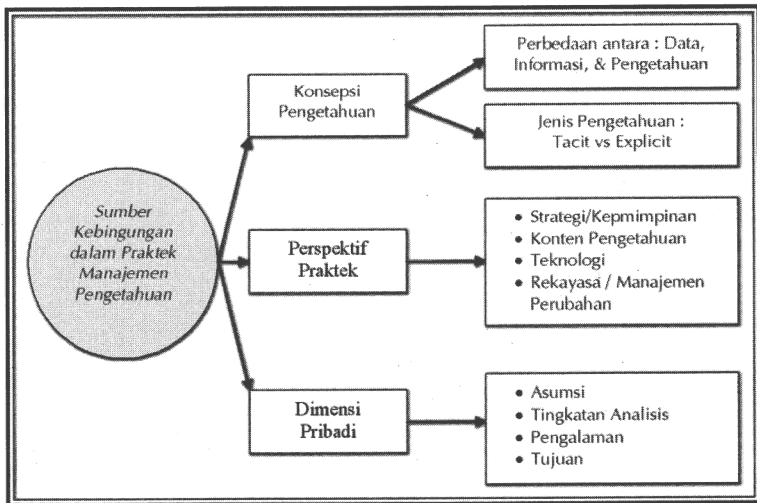 Sumber
Kebingungan
dalam Praktek
Manajemen
Pengetahuan
Konsepsi
Pengetahuan
Perbedaan antara : Data,
Informasi, & Pengetahuan
Jenis Pengetahuan :
Tacit vs Explicit
Perspektif
Praktek
• Strategi/Kepmimpinan
• Konten Pengetahuan
• Teknologi
• Rekayasa / Manajemen
Perubahan
Dimensi
Pribadi
• Asumsi
• Tingkatan Analisis
• Pengalaman
• Tujuan